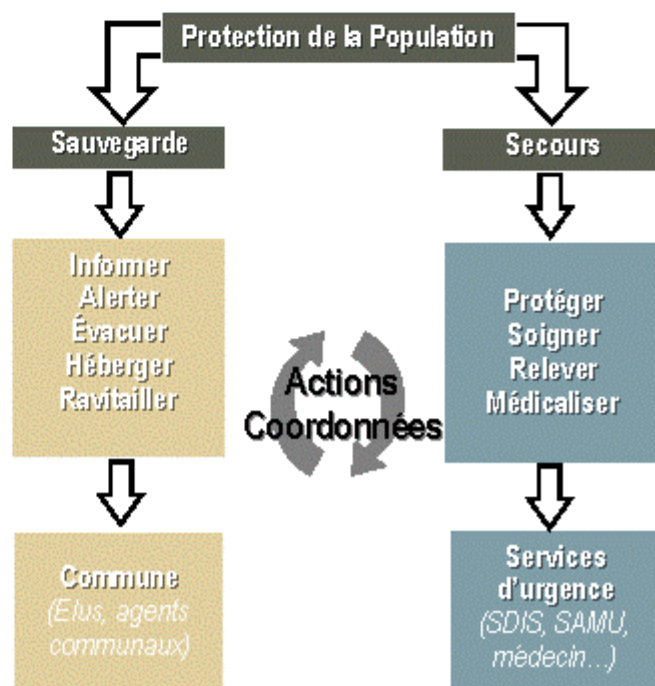 Protection de la Population
Sauvegarde
Secours
Informer
Alerter
Évacuer
Héberger
Ravitailler
Protéger
Soigner
Relever
Médicaliser
Actions
Coordonnées
Commune
(Elus, agents
communaux)
Services
d'urgence
(SDIS, SAMU,
médecin...)